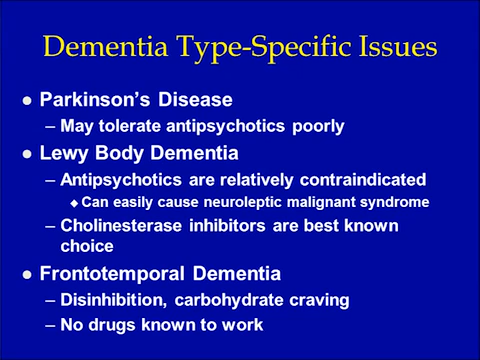 Dementia Type-Specific Issues
● Parkinson's Disease
– May tolerate antipsychotics poorly
● Lewy Body Dementia
– Antipsychotics are relatively contraindicated
◆ Can easily cause neuroleptic malignant syndrome
– Cholinesterase inhibitors are best known
choice
● Frontotemporal Dementia
– Disinhibition, carbohydrate craving
– No drugs known to work